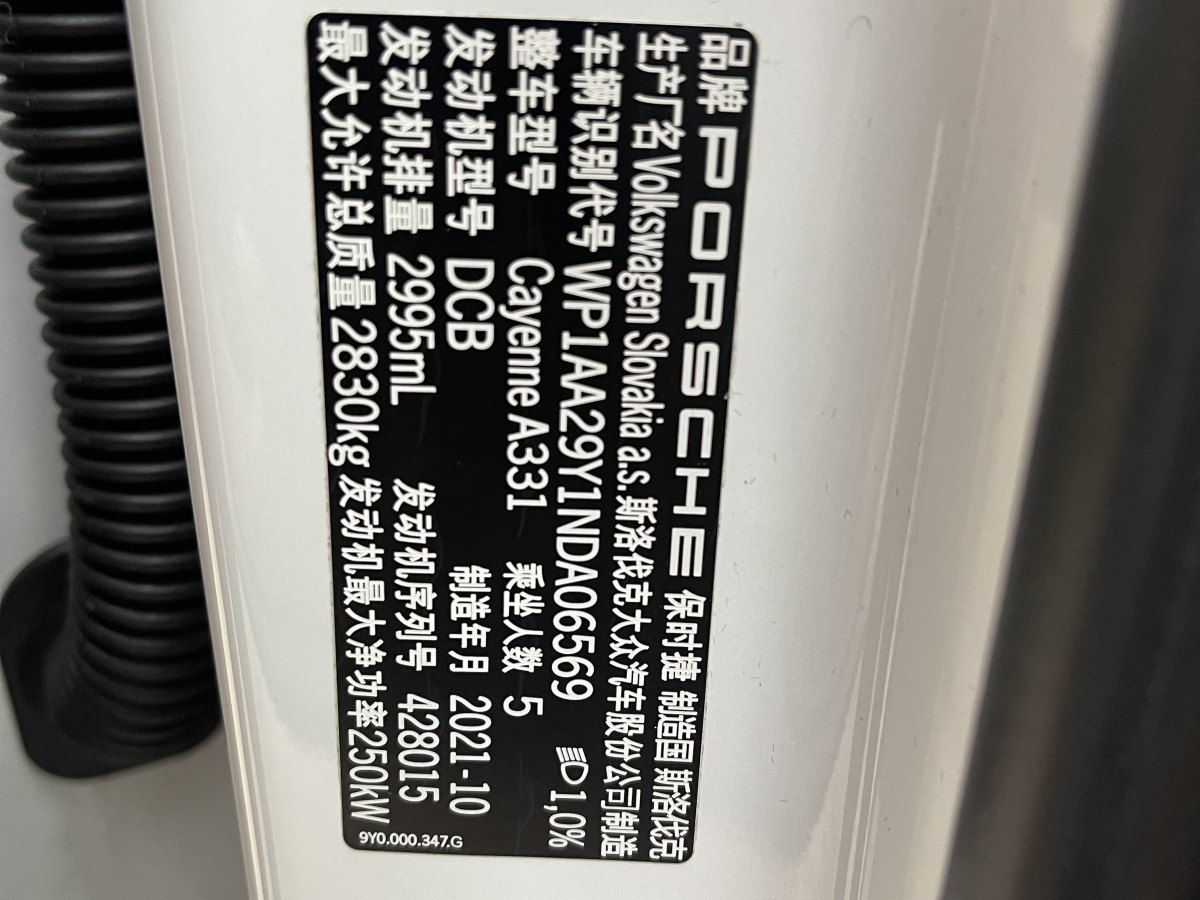 品牌 PORSCHE 保时捷 制造国 斯洛伐克
生产厂名 Volkswagen Slovakia a.s. 斯洛伐克大众汽车股份公司制造
车辆识别代号 WP1AA29Y1NDA06569 1,0%
整车型号 Cayenne A331 乘坐人数 5
发动机型号 DCB 制造年月 2021-10
发动机排量 2995mL 发动机序列号 428015
最大允许总质量 2830kg 发动机最大净功率250kW
9Y0.000.347.G